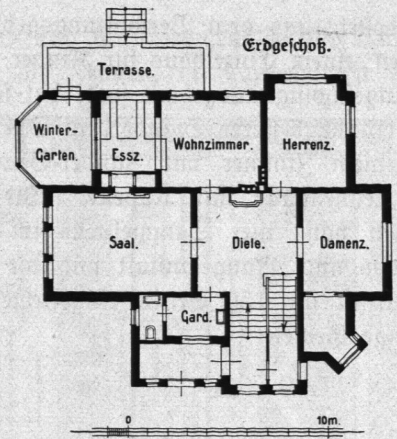 Erdgeschoß.
Terrasse.
Winter-
Garten.
Essz.
Wohnzimmer.
Herrenz.
Saal.
Diele.
Damenz.
Gard.
0 10m.